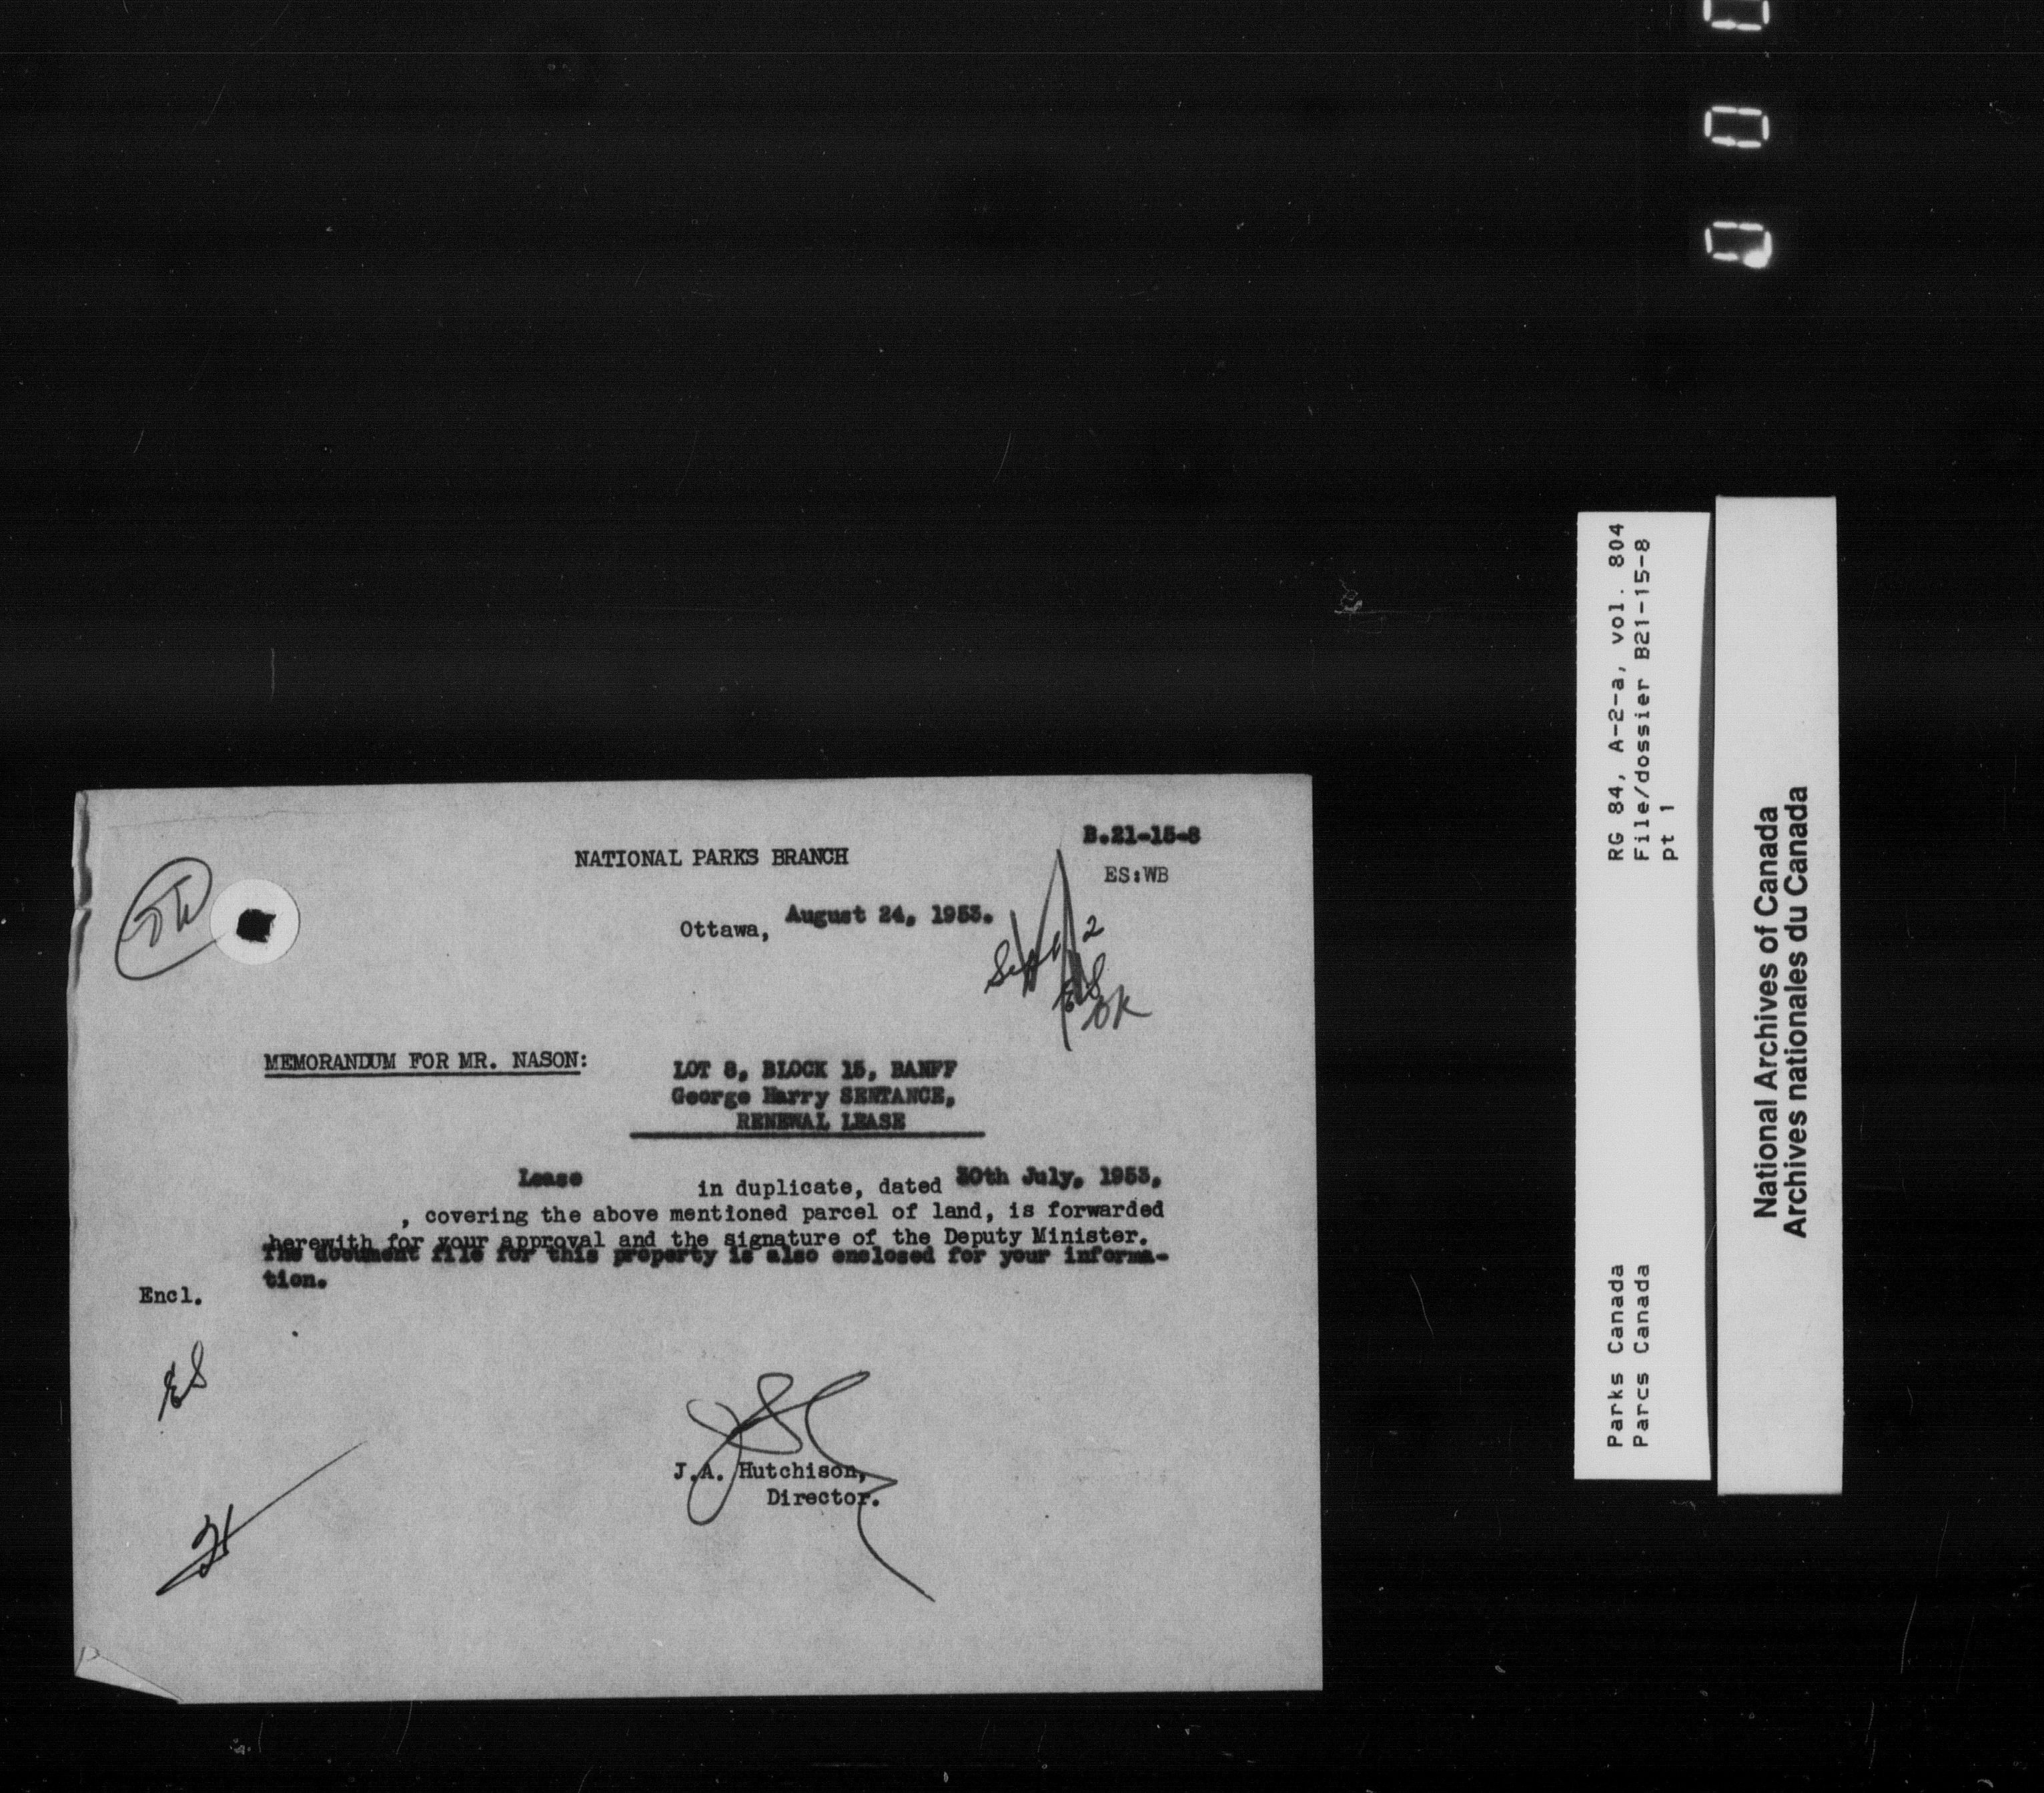 B.21-15-8
NATIONAL PARKS BRANCH
ES:WB
Ottawa, August 24, 1953.
Sept 2
ES
MEMORANDUM FOR MR. NASON:
LOT 8, BLOCK 15, BANFF
George Harry SENTANCE,
RENEWAL LEASE
Lease in duplicate, dated 30th July, 1953,
, covering the above mentioned parcel of land, is forwarded
herewith for your approval and the signature of the Deputy Minister.
The document file for this property is also enclosed for your informa-
tion.
Encl.
ES
J.A. Hutchison,
Director.
RG 84, A-2-a, vol. 804
File/dossier B21-15-8
pt 1
Parks Canada
Parcs Canada
National Archives of Canada
Archives nationales du Canada